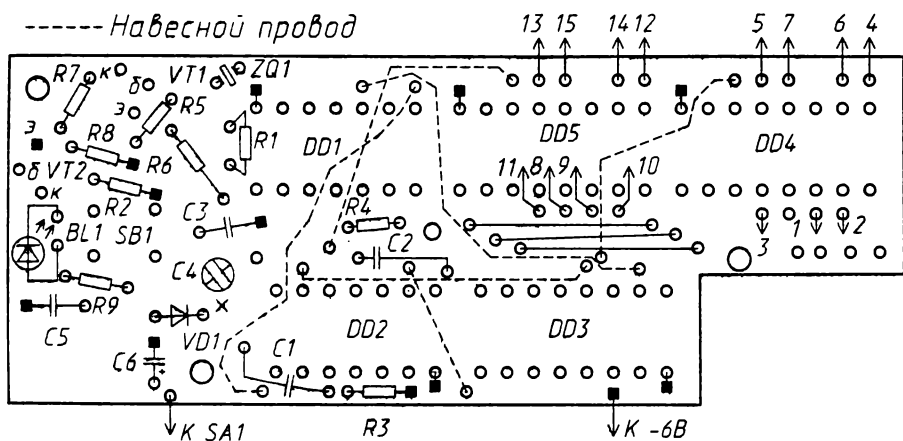 ----- Навесной провод
13 15 14 12 5 7 6 4
R7 к б VT1 ZQ1
э R5
э R8 R1 DD1 DD5 DD4
R6
б VT2 11 8 9 10
к R2 C3 R4
BL1 SB1 C2 3 1 2
C4
R9 х
C5 VD1 DD2 DD3
C6 + C1
К SA1 R3 К -6В